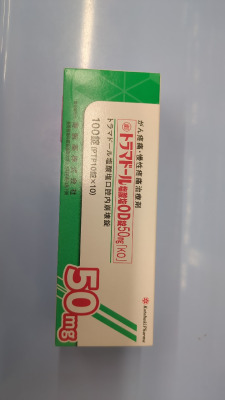 がん疼痛・慢性疼痛治療剤
劇 トラマドール塩酸塩OD錠50mg「KO」
トラマドール塩酸塩口腔内崩壊錠
100錠(PTP10錠×10)
50mg